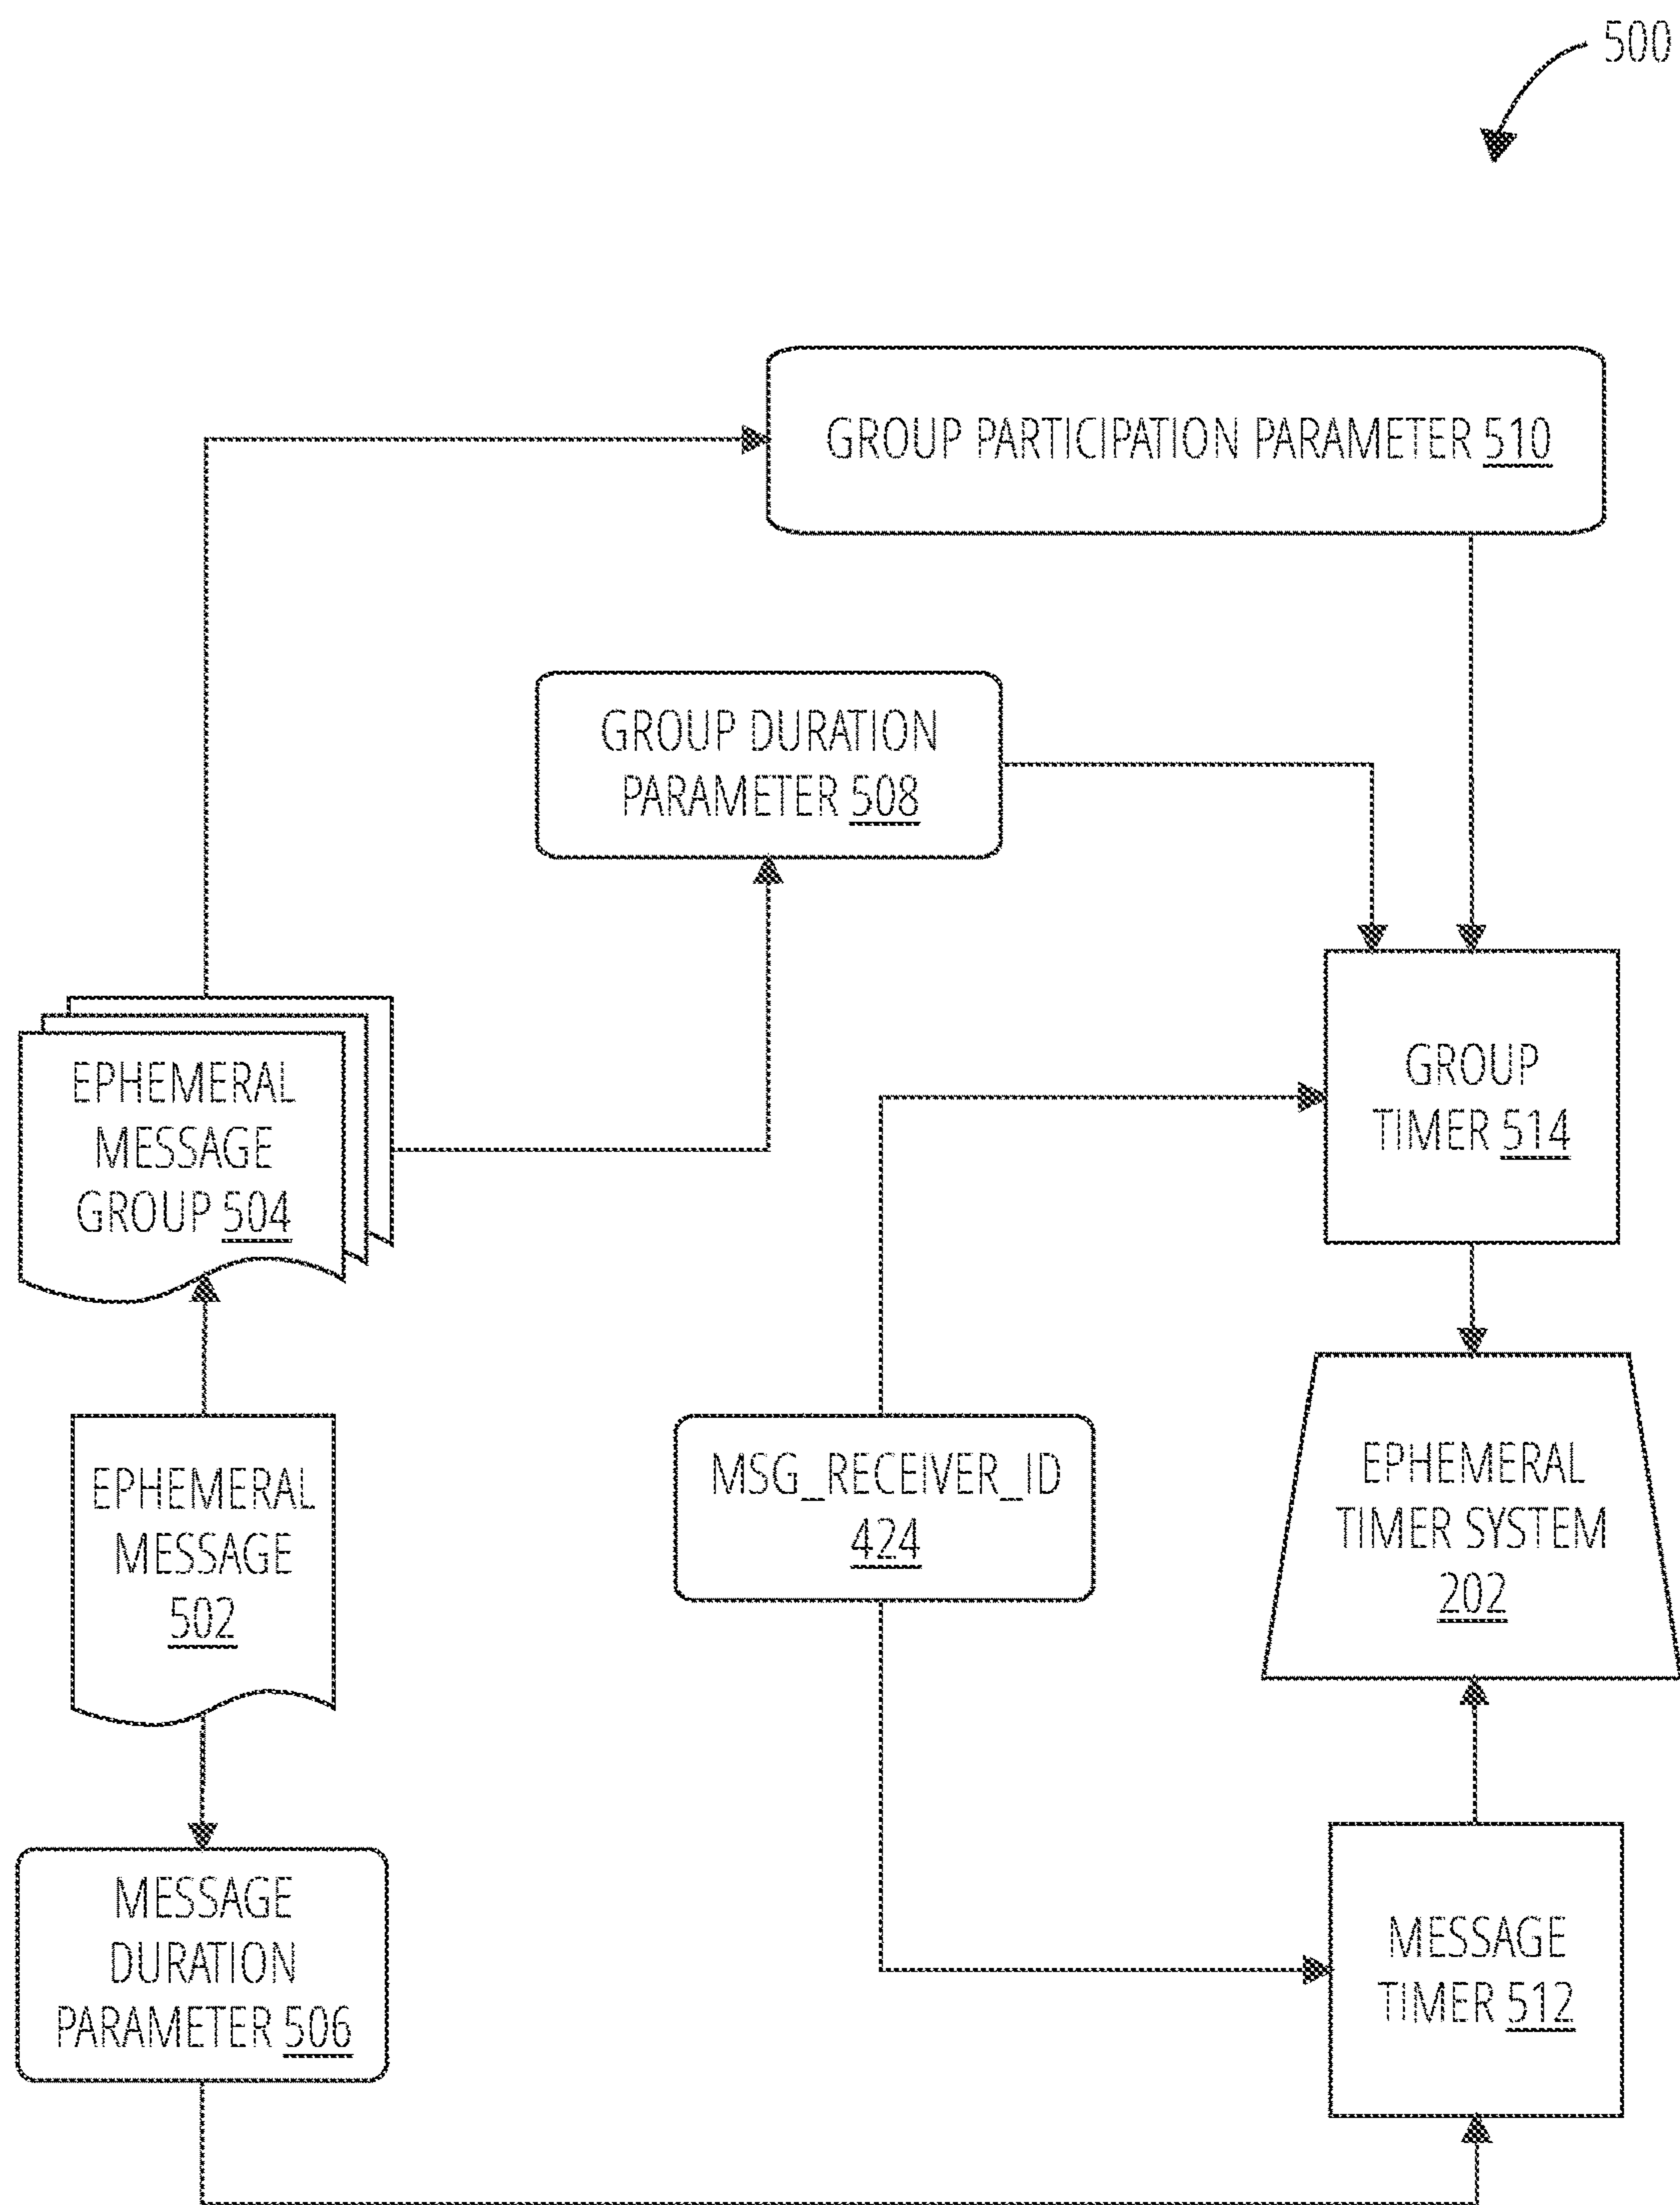 500
GROUP PARTICIPATION PARAMETER 510
GROUP DURATION
PARAMETER 508
EPHEMERAL
MESSAGE
GROUP 504
GROUP
TIMER 514
EPHEMERAL
MESSAGE
502
MSG_RECEIVER_ID
424
EPHEMERAL
TIMER SYSTEM
202
MESSAGE
DURATION
PARAMETER 506
MESSAGE
TIMER 512